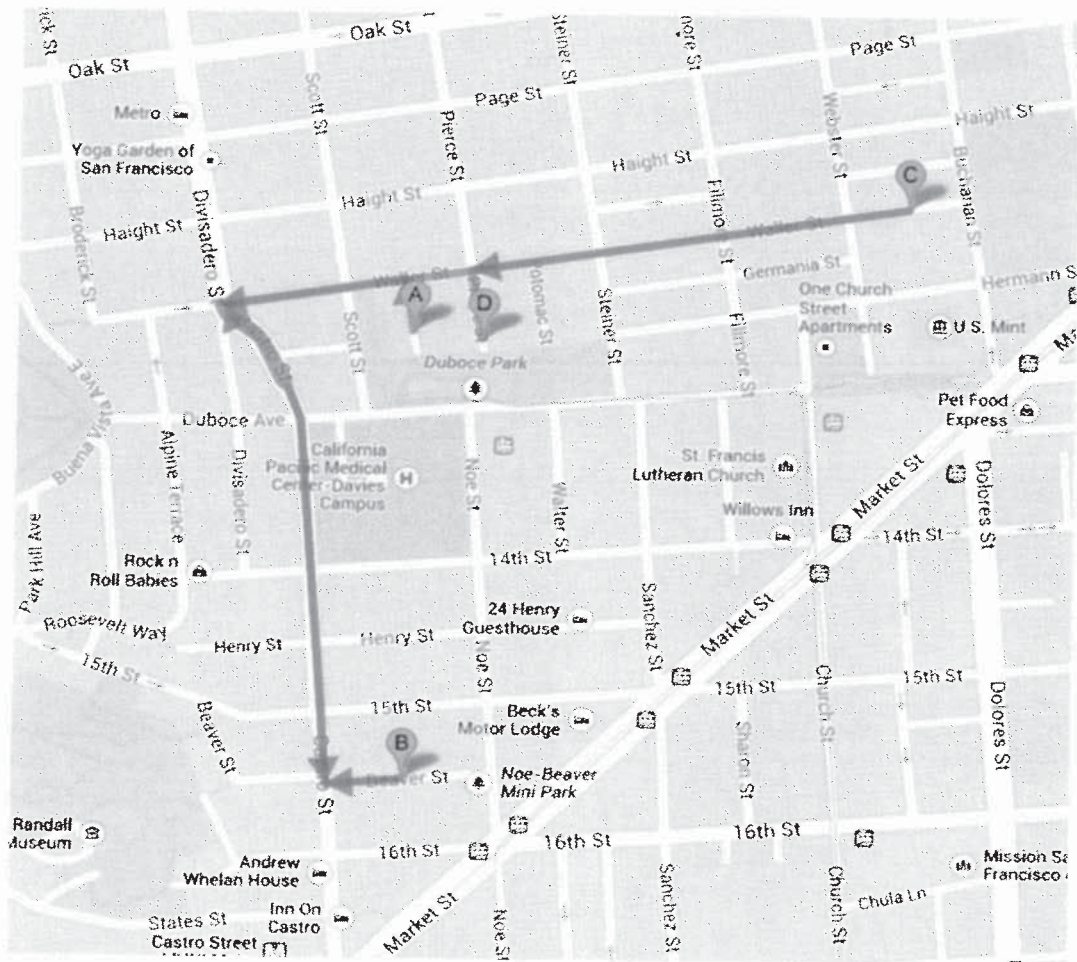 Oak St
Oak St
Page St
Metro
Scott St
Page St
Pierce St
Steiner St
Webster St
Haight St
Yoga Garden of
San Francisco
Haight St
Haight St
Haight St
Buchanan St
C
Broderick St
Divisadero S
Waller St
Waller St
Germania St
Hermann S
One Church
Street
Apartments
A
D
Potomac St
Steiner St
Fillmore St
Scott St
U.S. Mint
Duboce Park
Buena Vista Ave E
Duboce Ave
Alpine Terrace
Divisadero St
California
Pacific Medical
Center-Davies
Campus
H
Noe St
Walter St
St. Francis
Lutheran Church
Pet Food
Express
Willows Inn
Market St
Dolores St
Park Hill Ave
14th St
14th St
Rock n
Roll Babies
24 Henry
Guesthouse
Sanchez St
Market St
Roosevelt Way
Henry St
Henry St
15th St
Noe St
15th St
15th St
15th St
Church St
Beaver St
Beck's
Motor Lodge
Sharon St
Dolores St
B
Beaver St
Noe-Beaver
Mini Park
St
16th St
16th St
16th St
Randall
Museum
Andrew
Whelan House
Sanchez St
Church St
Chula Ln
States St
Inn On
Castro
Market St
Noe St
Castro Street